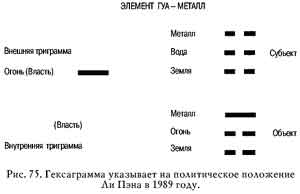 ЭЛЕМЕНТ ГУА – МЕТАЛЛ
Металл
Внешняя триграмма Вода Субъект
Огонь (Власть) Земля
Металл
(Власть) Огонь Объект
Внутренняя триграмма Земля
Рис. 75. Гексаграмма указывает на политическое положение
Ли Пэна в 1989 году.